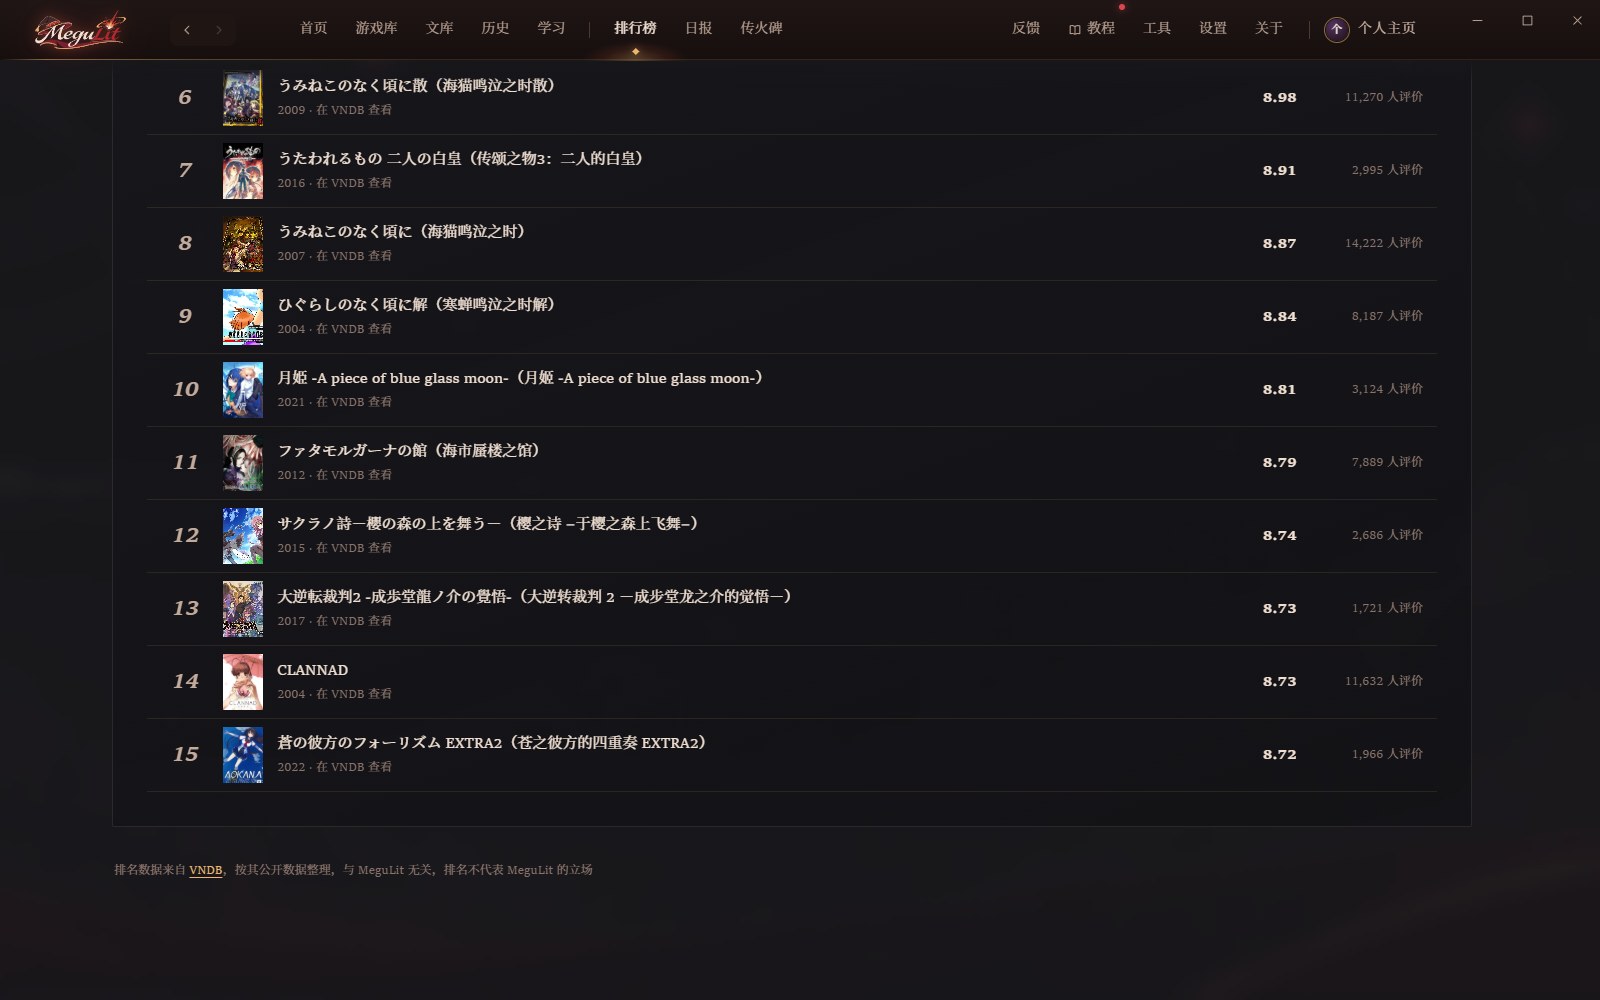 MeguLit
首页 游戏库 文库 历史 学习 排行榜 日报 传火碑 反馈 教程 工具 设置 关于 个 个人主页
6 うみねこのなく頃に散（海猫鸣泣之时散） 8.98 11,270 人评价
2009 · 在 VNDB 查看
7 うたわれるもの 二人の白皇（传颂之物3：二人的白皇） 8.91 2,995 人评价
2016 · 在 VNDB 查看
8 うみねこのなく頃に（海猫鸣泣之时） 8.87 14,222 人评价
2007 · 在 VNDB 查看
9 ひぐらしのなく頃に解（寒蝉鸣泣之时解） 8.84 8,187 人评价
2004 · 在 VNDB 查看
10 月姫 -A piece of blue glass moon-（月姬 -A piece of blue glass moon-） 8.81 3,124 人评价
2021 · 在 VNDB 查看
11 ファタモルガーナの館（海市蜃楼之馆） 8.79 7,889 人评价
2012 · 在 VNDB 查看
12 サクラノ詩—櫻の森の上を舞う—（樱之诗 –于樱之森上飞舞–） 8.74 2,686 人评价
2015 · 在 VNDB 查看
13 大逆転裁判2 -成歩堂龍ノ介の覺悟-（大逆转裁判 2 —成步堂龙之介的觉悟—） 8.73 1,721 人评价
2017 · 在 VNDB 查看
14 CLANNAD 8.73 11,632 人评价
2004 · 在 VNDB 查看
CLANNAD
15 蒼の彼方のフォーリズム EXTRA2（苍之彼方的四重奏 EXTRA2） 8.72 1,966 人评价
2022 · 在 VNDB 查看
AOKANA
排名数据来自 VNDB，按其公开数据整理，与 MeguLit 无关，排名不代表 MeguLit 的立场